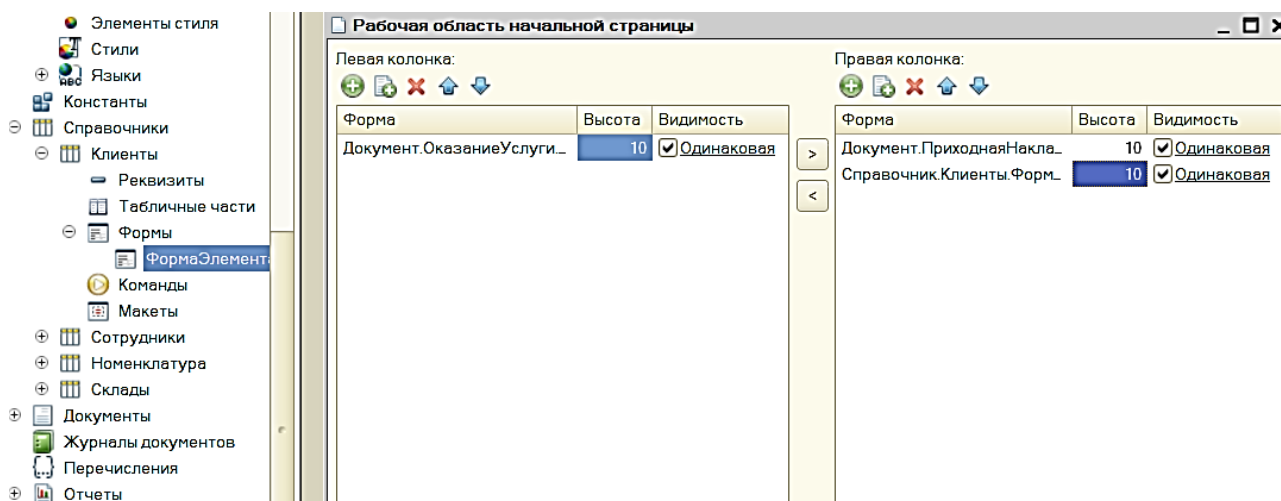 Элементы стиля
Стили
Языки
Константы
Справочники
Клиенты
Реквизиты
Табличные части
Формы
ФормаЭлемента
Команды
Макеты
Сотрудники
Номенклатура
Склады
Документы
Журналы документов
Перечисления
Отчеты
Рабочая область начальной страницы
Левая колонка:
Форма Высота Видимость
Документ.ОказаниеУслуги... 10 Одинаковая
>
<
Правая колонка:
Форма Высота Видимость
Документ.ПриходнаяНакла... 10 Одинаковая
Справочник.Клиенты.Форм... 10 Одинаковая